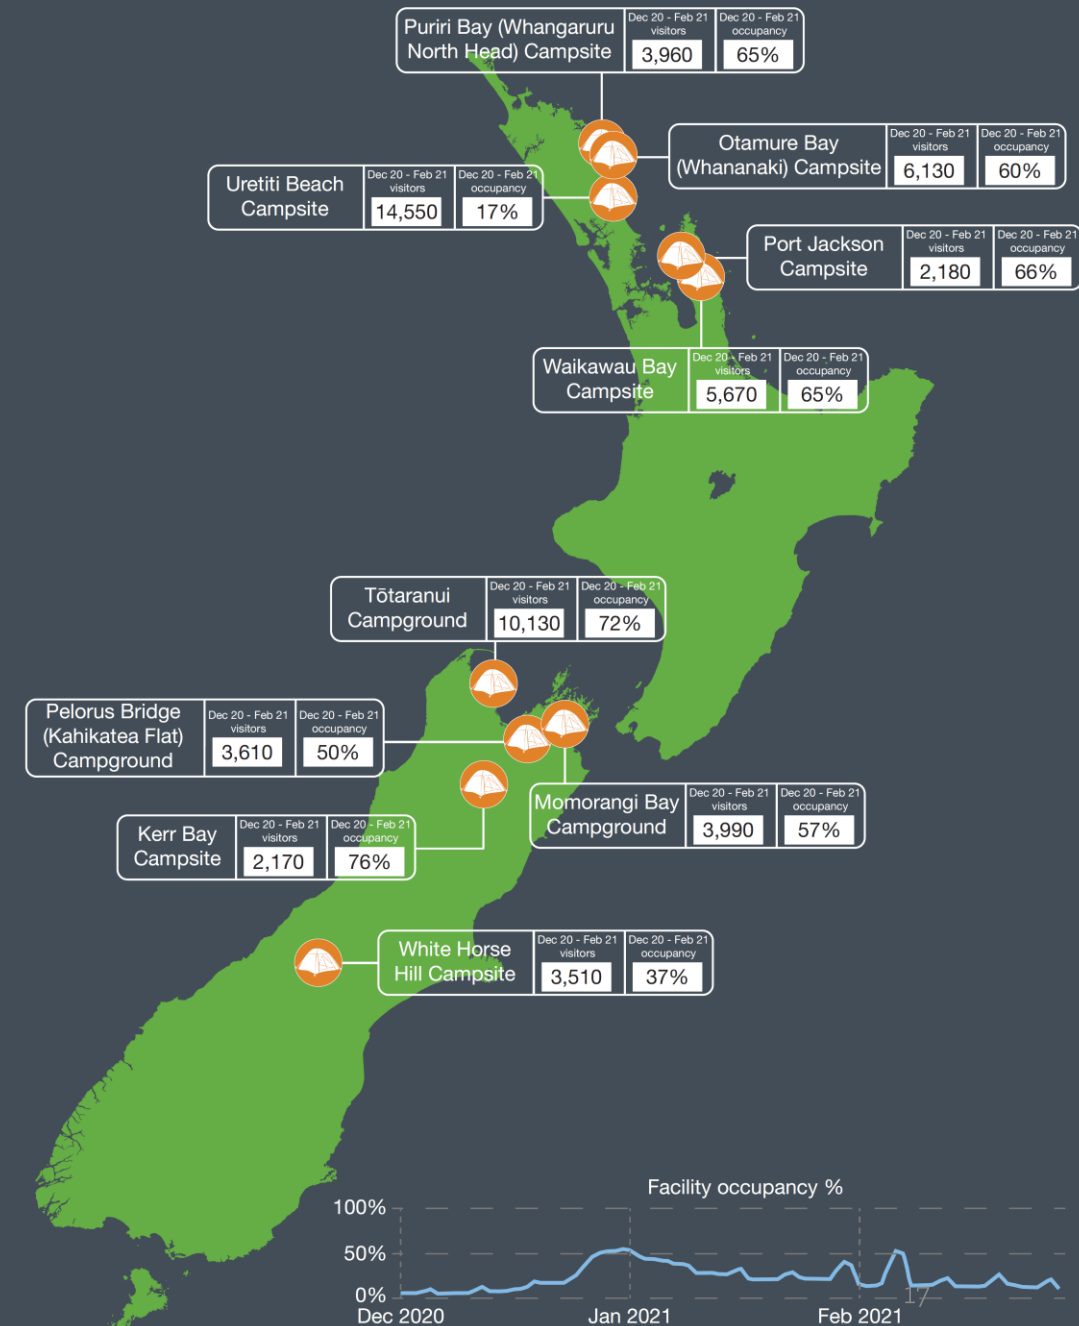 Puriri Bay (Whangaruru
North Head) Campsite
Dec 20 - Feb 21
visitors
3,960
Dec 20 - Feb 21
occupancy
65%
Otamure Bay
(Whananaki) Campsite
Dec 20 - Feb 21
visitors
6,130
Dec 20 - Feb 21
occupancy
60%
Uretiti Beach
Campsite
Dec 20 - Feb 21
visitors
14,550
Dec 20 - Feb 21
occupancy
17%
Port Jackson
Campsite
Dec 20 - Feb 21
visitors
2,180
Dec 20 - Feb 21
occupancy
66%
Waikawau Bay
Campsite
Dec 20 - Feb 21
visitors
5,670
Dec 20 - Feb 21
occupancy
65%
Tōtaranui
Campground
Dec 20 - Feb 21
visitors
10,130
Dec 20 - Feb 21
occupancy
72%
Pelorus Bridge
(Kahikatea Flat)
Campground
Dec 20 - Feb 21
visitors
3,610
Dec 20 - Feb 21
occupancy
50%
Momorangi Bay
Campground
Dec 20 - Feb 21
visitors
3,990
Dec 20 - Feb 21
occupancy
57%
Kerr Bay
Campsite
Dec 20 - Feb 21
visitors
2,170
Dec 20 - Feb 21
occupancy
76%
White Horse
Hill Campsite
Dec 20 - Feb 21
visitors
3,510
Dec 20 - Feb 21
occupancy
37%
Facility occupancy %
100%
50%
0%
17
Dec 2020
Jan 2021
Feb 2021